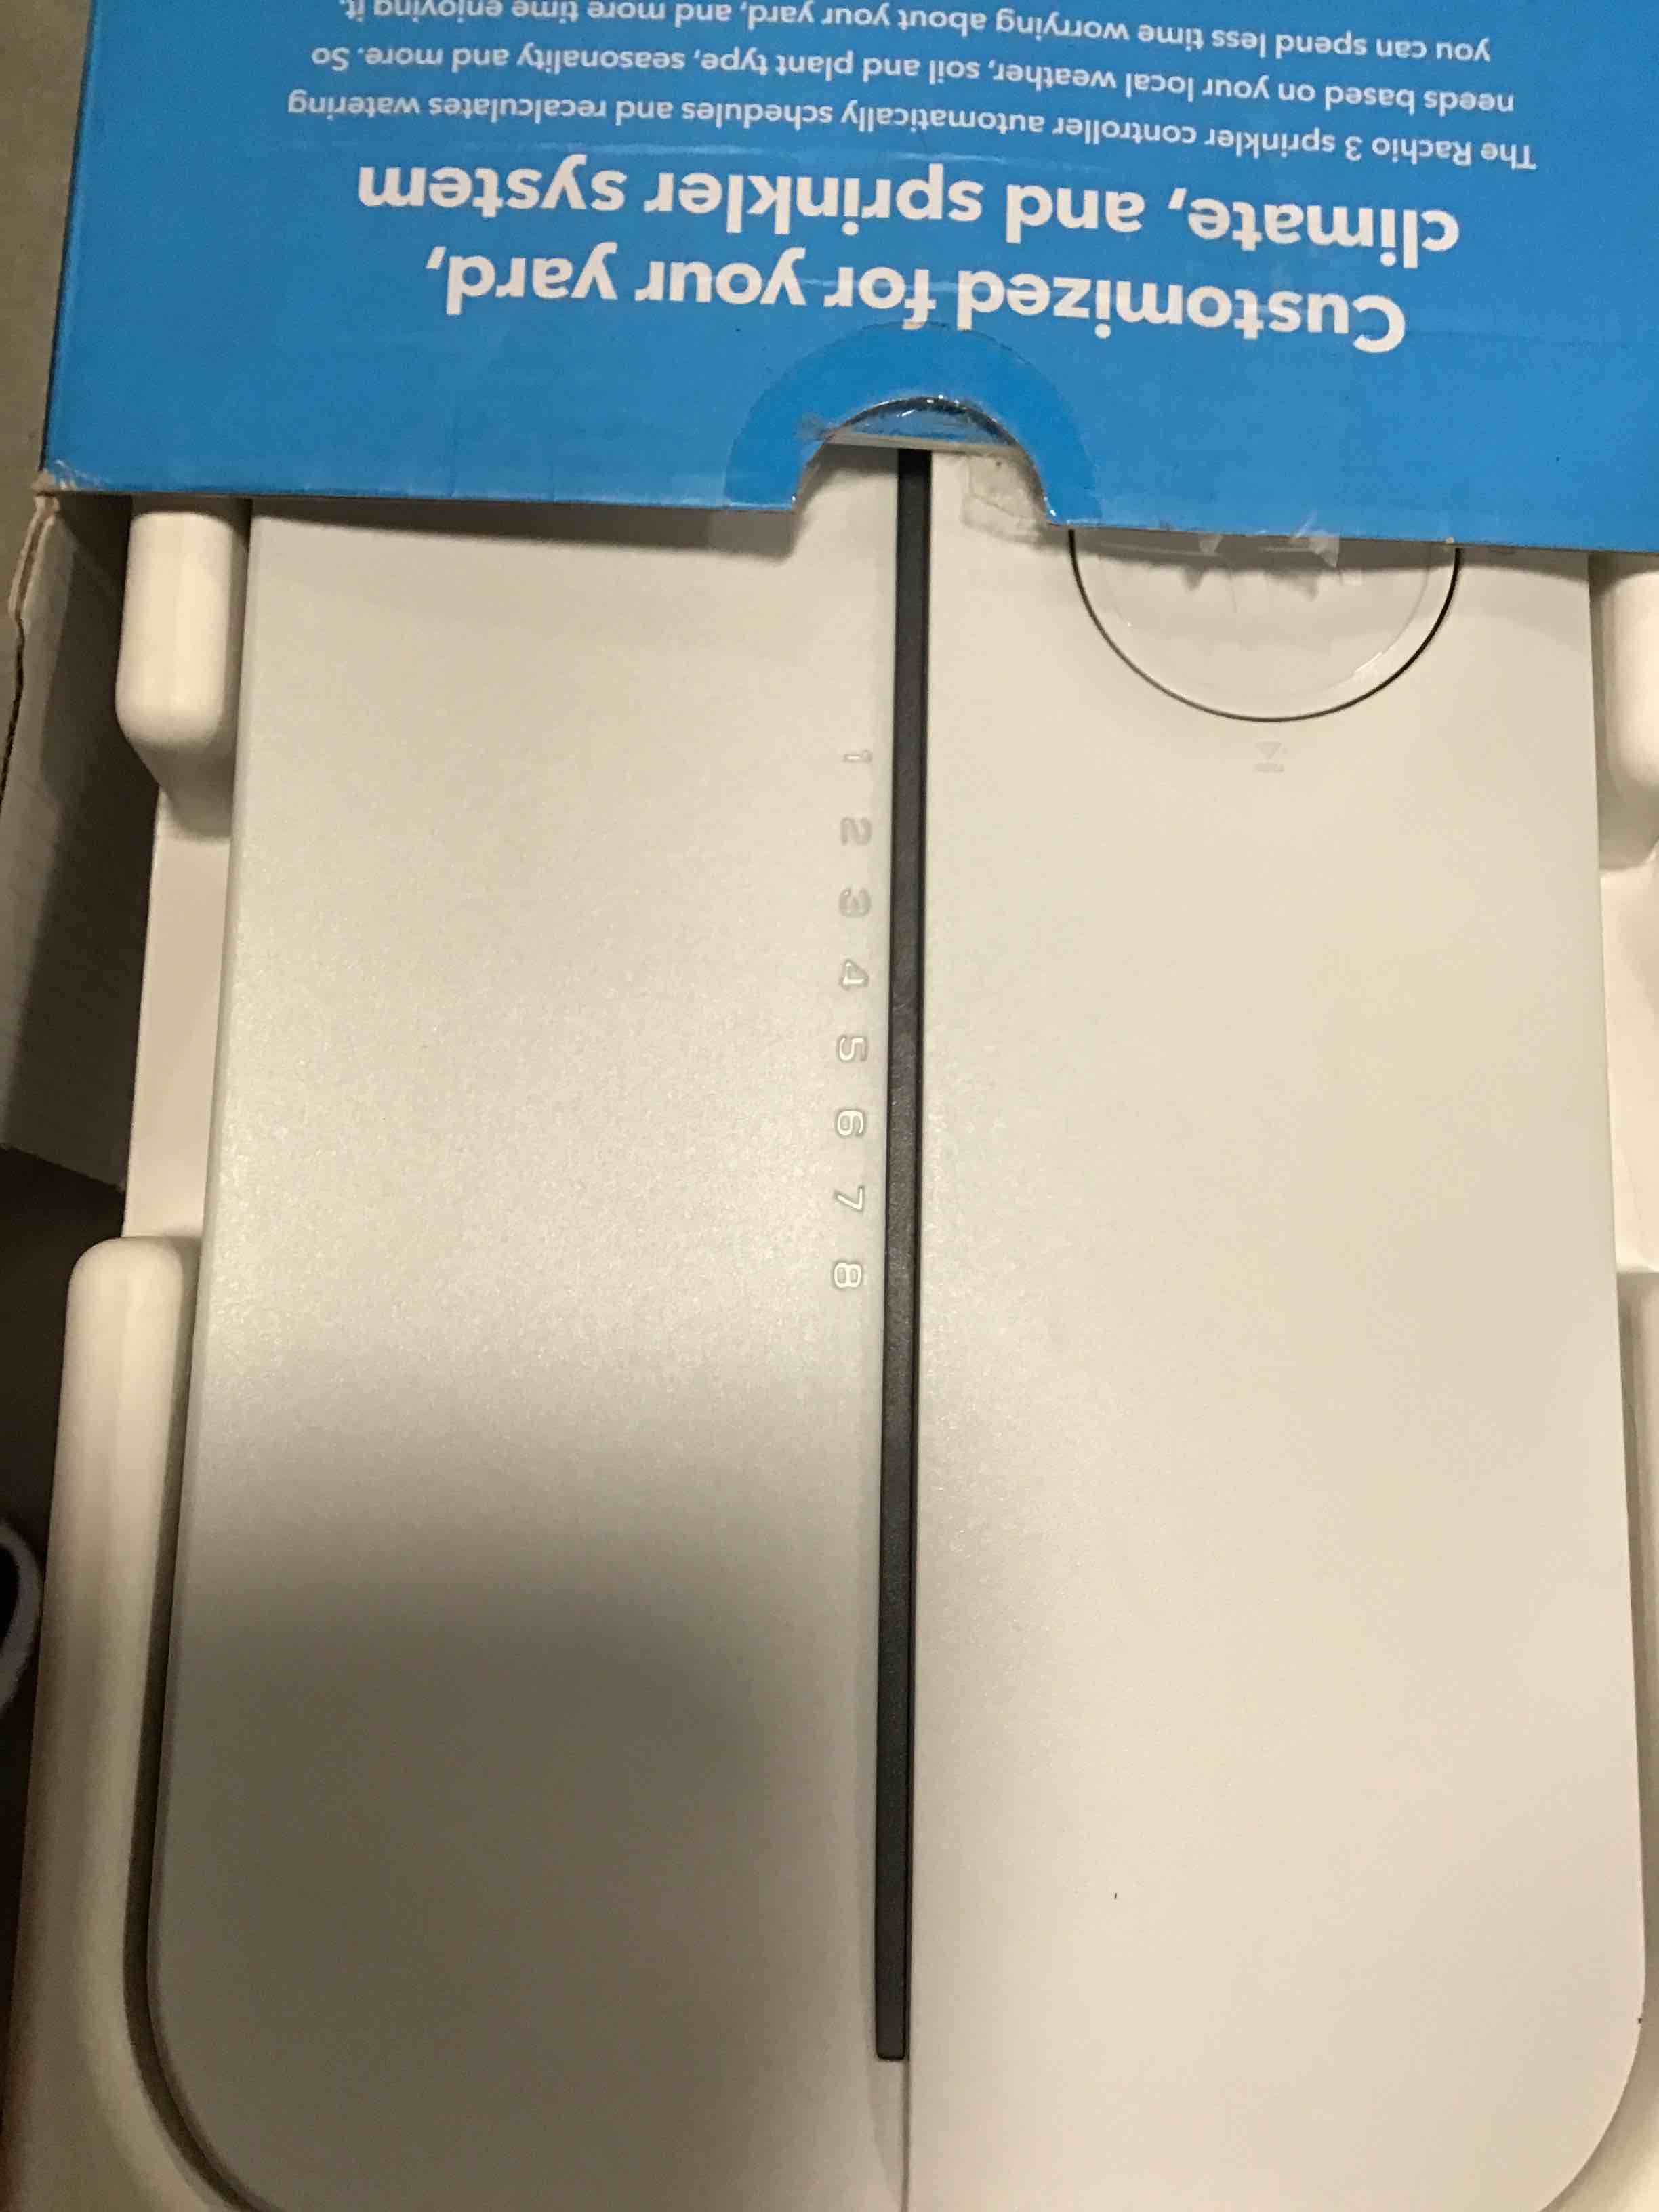 Customized for your yard,
climate, and sprinkler system
The Rachio 3 sprinkler controller automatically schedules and recalculates watering
needs based on your local weather, soil and plant type, seasonality and more. So
you can spend less time worrying about your yard, and more time enjoying it.
1 2 3 4 5 6 7 8